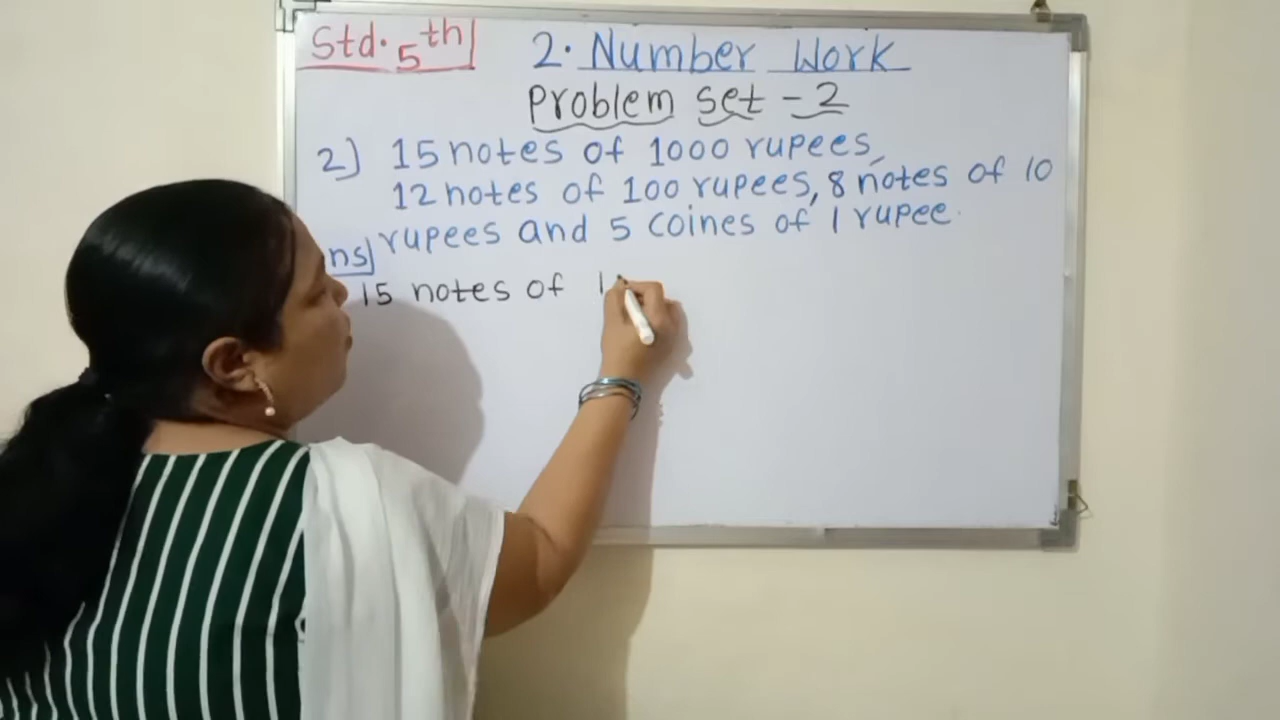 Std. 5th
2. Number Work
Problem set - 2
2) 15 notes of 1000 rupees,
12 notes of 100 rupees, 8 notes of 10
rupees and 5 coines of 1 rupee.
ns)
15 notes of 1